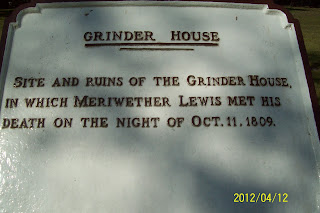 GRINDER HOUSE
SITE AND RUINS OF THE GRINDER HOUSE,
IN WHICH MERIWETHER LEWIS MET HIS
DEATH ON THE NIGHT OF OCT. 11. 1809.
2012/04/12